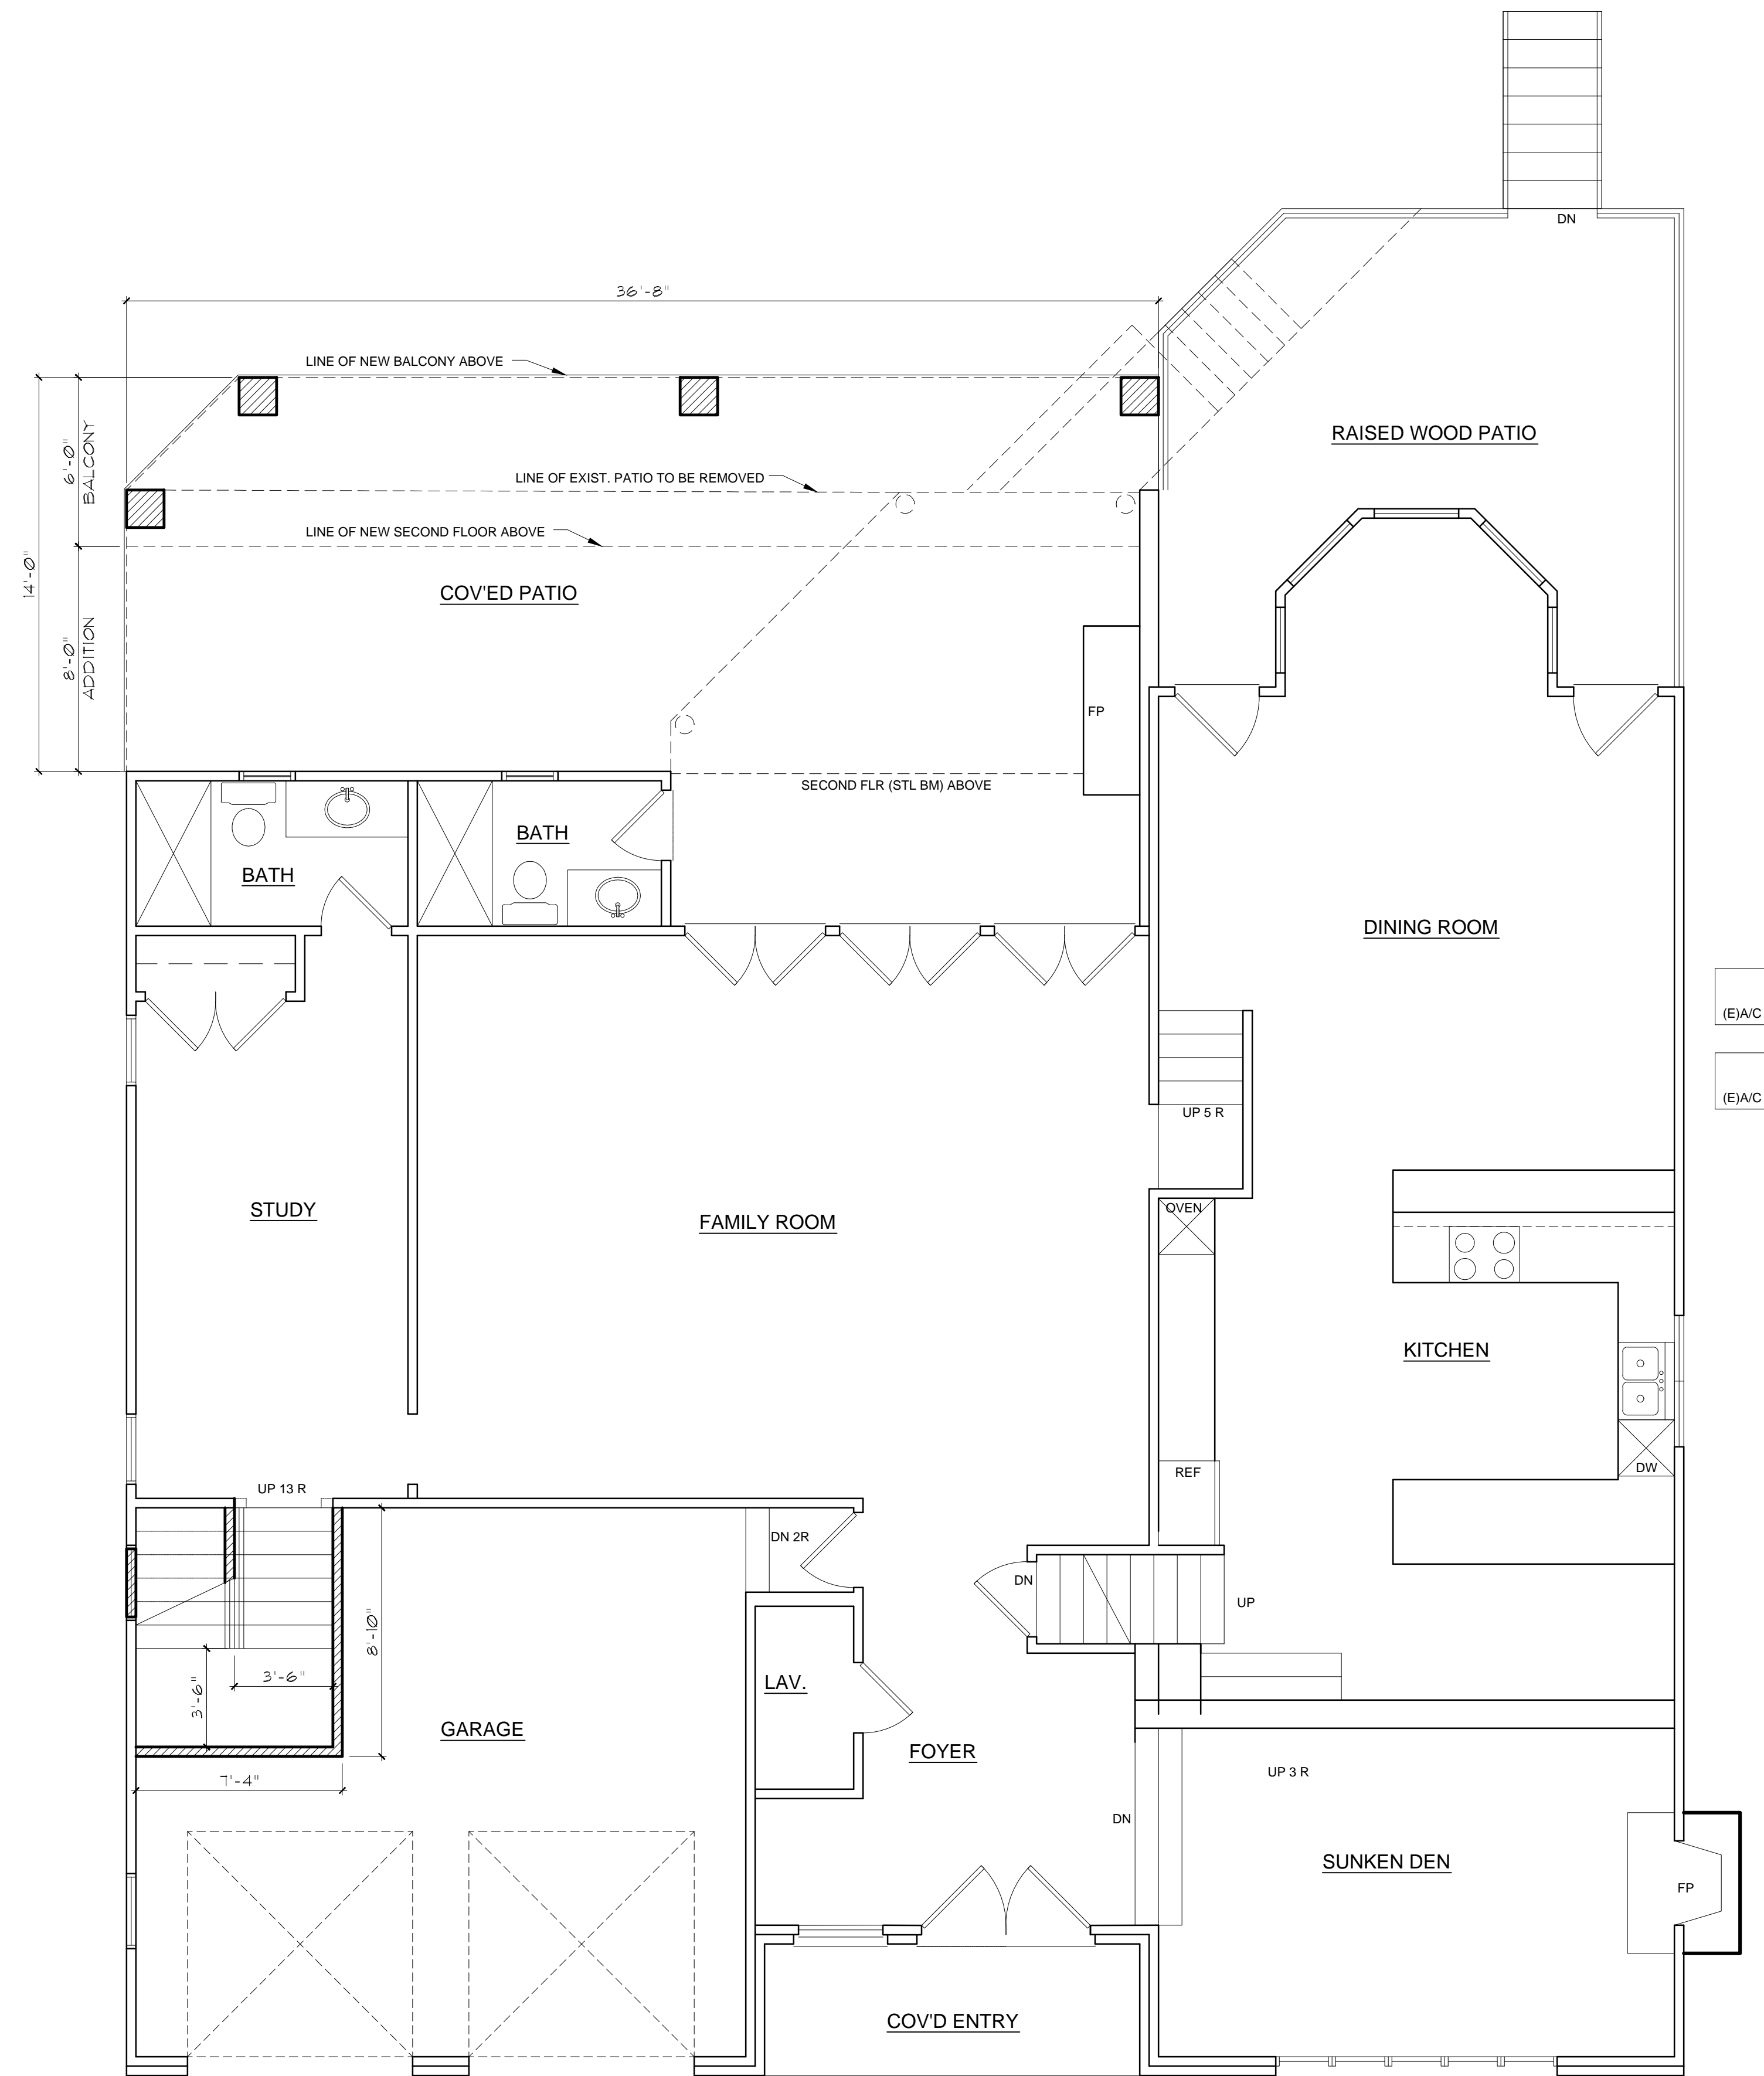 DN
36'-8"
LINE OF NEW BALCONY ABOVE
RAISED WOOD PATIO
6'-0"
BALCONY
LINE OF EXIST. PATIO TO BE REMOVED
LINE OF NEW SECOND FLOOR ABOVE
14'-0"
COV'ED PATIO
8'-0"
ADDITION
FP
SECOND FLR (STL BM) ABOVE
BATH
BATH
DINING ROOM
(E)A/C
(E)A/C
UP 5 R
STUDY
OVEN
FAMILY ROOM
KITCHEN
DW
REF
UP 13 R
DN 2R
DN
UP
8'-10"
3'-6"
3'-6"
LAV.
GARAGE
FOYER
UP 3 R
7'-4"
DN
SUNKEN DEN
FP
COV'D ENTRY